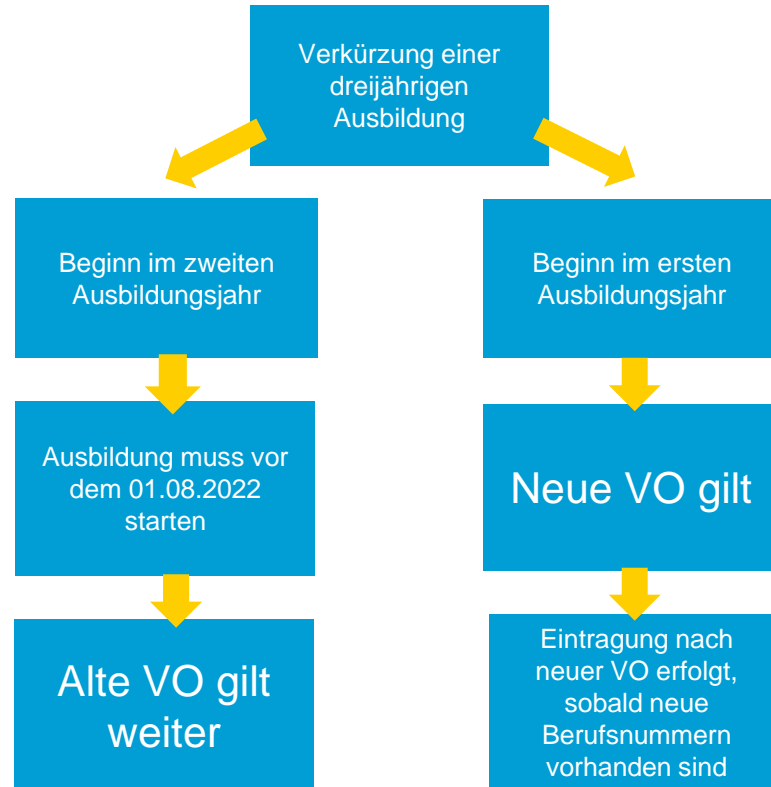 Verkürzung einer
dreijährigen
Ausbildung
Beginn im zweiten
Ausbildungsjahr
Ausbildung muss vor
dem 01.08.2022
starten
Alte VO gilt
weiter
Beginn im ersten
Ausbildungsjahr
Neue VO gilt
Eintragung nach
neuer VO erfolgt,
sobald neue
Berufsnummern
vorhanden sind